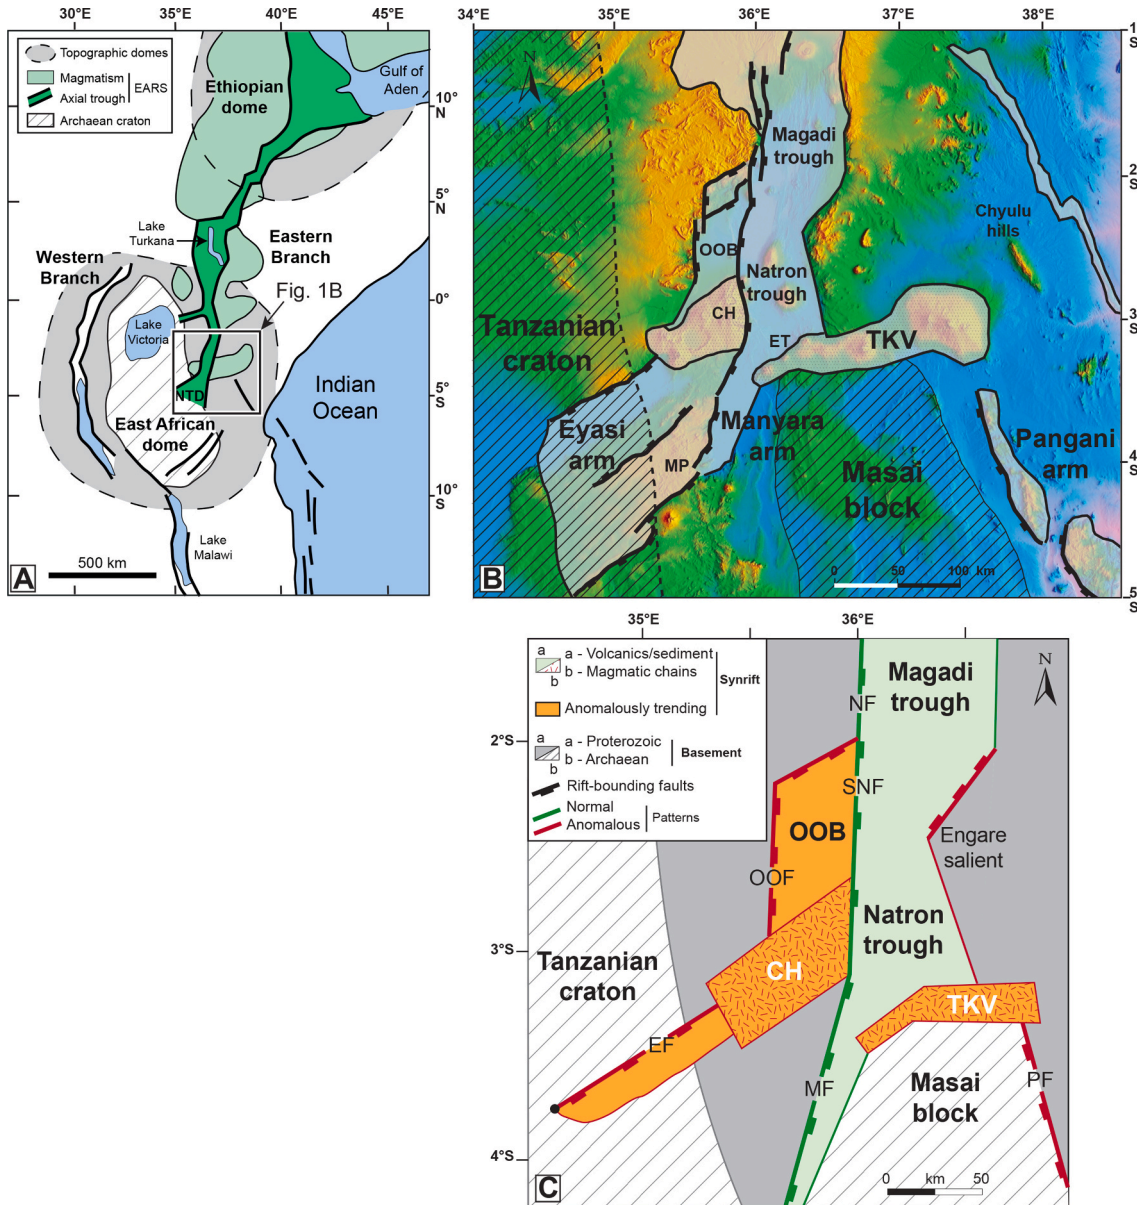 30°E
35°E
40°E
45°E
Topographic domes
Magmatism
Axial trough
EARS
Archaean craton
Ethiopian
dome
Gulf of
Aden
10°
N
5°
N
Lake
Turkana
Western
Branch
Eastern
Branch
Fig. 1B
0°
Lake
Victoria
NTD
Indian
Ocean
5°
S
East African
dome
10°
S
Lake
Malawi
500 km
A
34°E
35°E
36°E
37°E
38°E
1°
S
N
Magadi
trough
2°
S
Chyulu
hills
OOB
Natron
trough
CH
ET
TKV
3°
S
Tanzanian
craton
Eyasi
arm
Manyara
arm
MP
Masai
block
Pangani
arm
4°
S
0
50
100
km
B
5°
S
35°E
36°E
a
a - Volcanics/sediment
b - Magmatic chains
b
Synrift
Anomalously trending
a
a - Proterozoic
b - Archaean
b
Basement
Rift-bounding faults
Normal
Anomalous
Patterns
N
Magadi
trough
NF
2°S
SNF
OOB
OOF
Engare
salient
Natron
trough
3°S
Tanzanian
craton
CH
TKV
EF
MF
Masai
block
PF
4°S
0
km
50
C